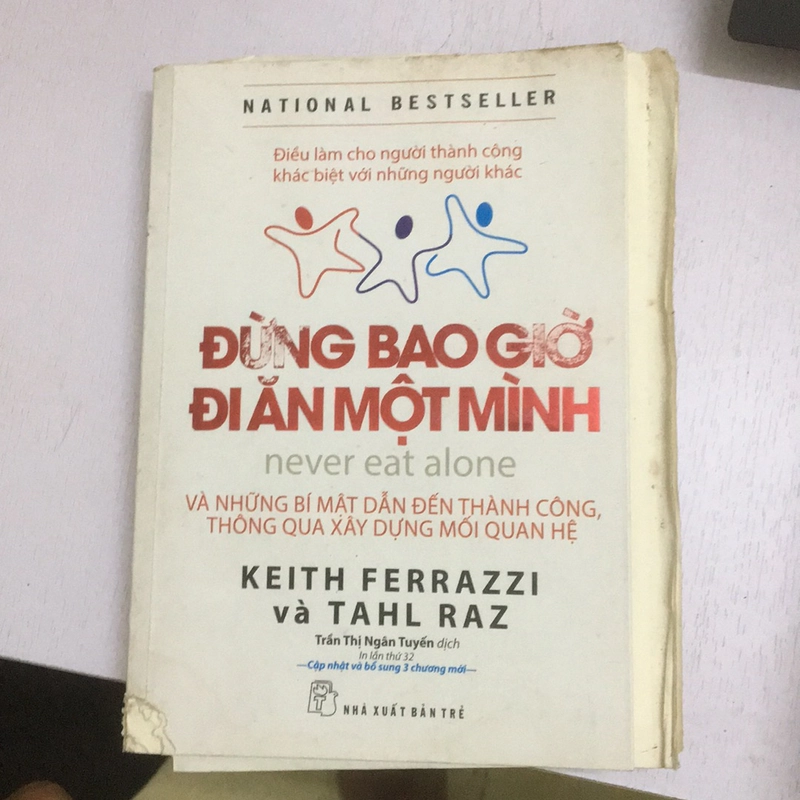 NATIONAL BESTSELLER
Điều làm cho người thành công
khác biệt với những người khác
ĐỪNG BAO GIỜ
ĐI ĂN MỘT MÌNH
never eat alone
VÀ NHỮNG BÍ MẬT DẪN ĐẾN THÀNH CÔNG,
THÔNG QUA XÂY DỰNG MỐI QUAN HỆ
KEITH FERRAZZI
và TAHL RAZ
Trần Thị Ngân Tuyến dịch
In lần thứ 32
—Cập nhật và bổ sung 3 chương mới—
NHÀ XUẤT BẢN TRẺ